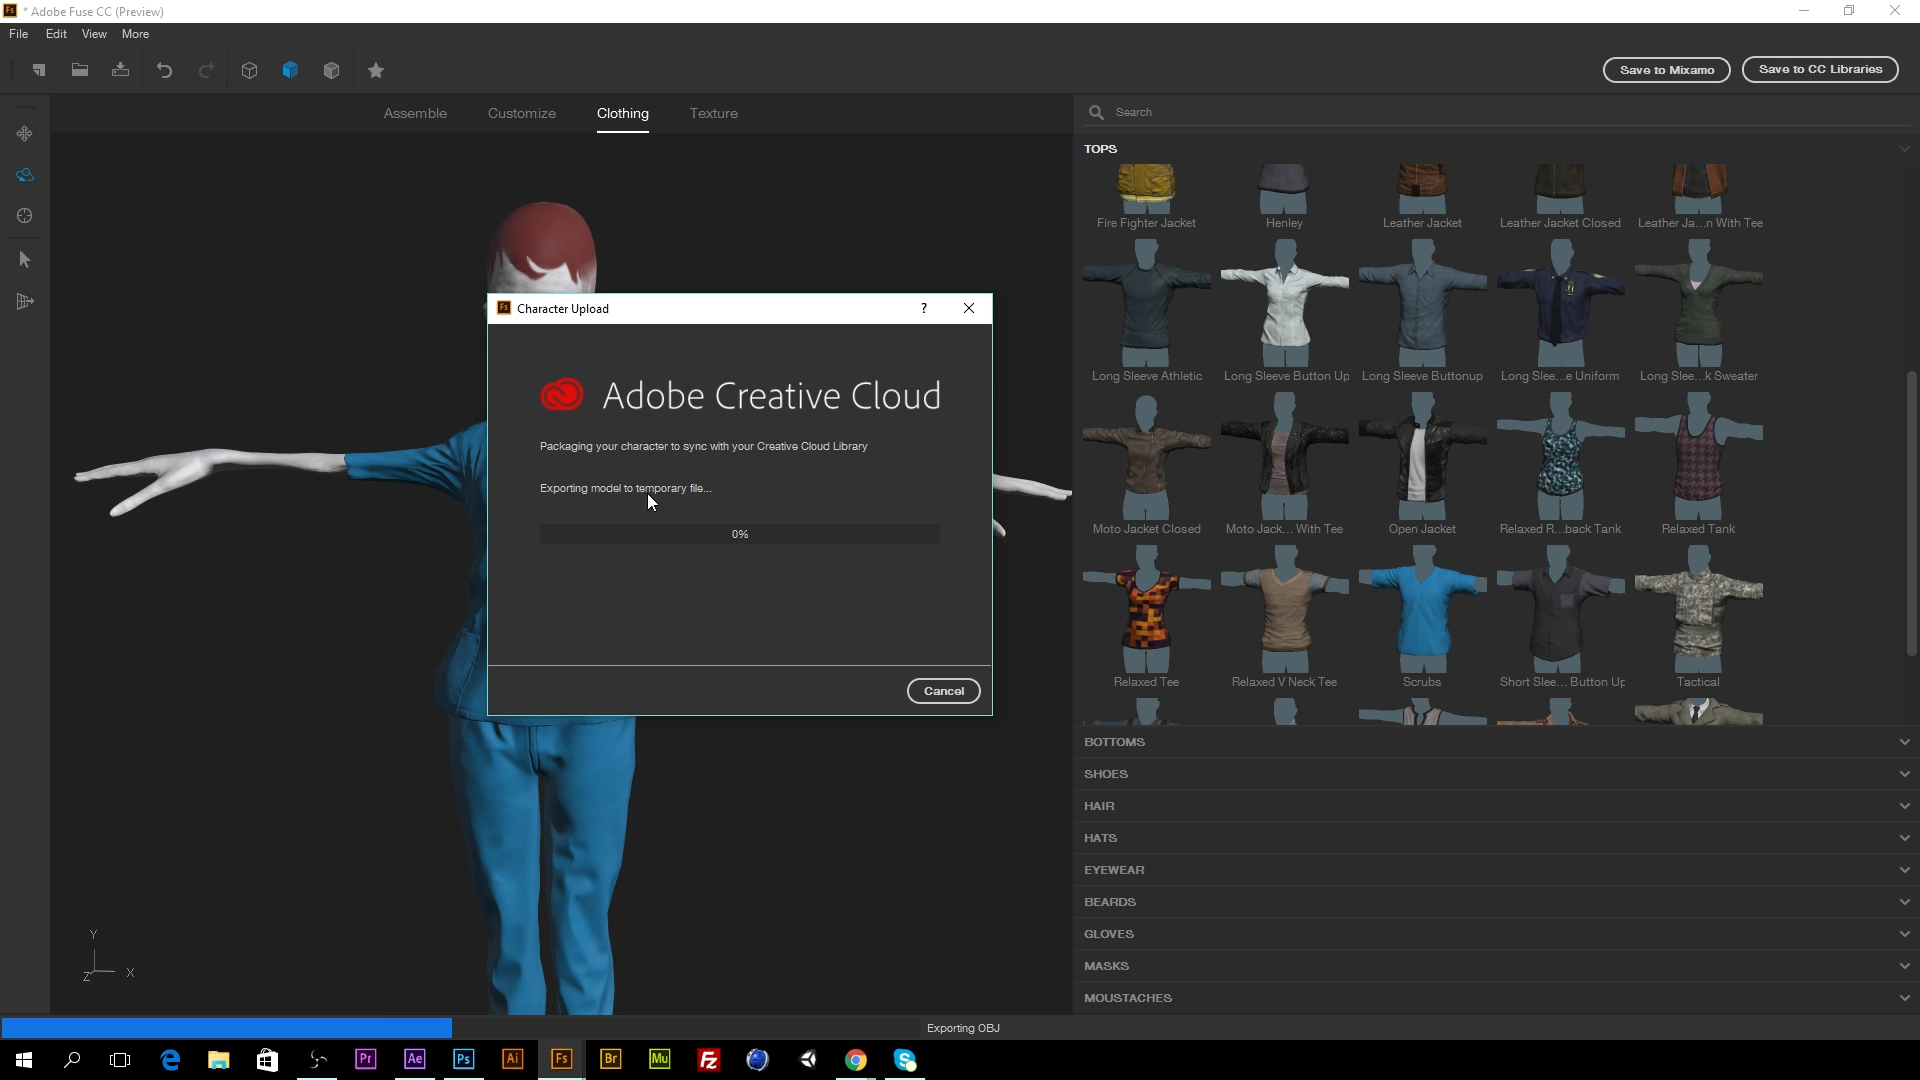 Fs * Adobe Fuse CC (Preview)
File Edit View More
Save to Mixamo Save to CC Libraries
Assemble Customize Clothing Texture
Search
TOPS
Fire Fighter Jacket Henley Leather Jacket Leather Jacket Closed Leather Ja...n With Tee
Long Sleeve Athletic Long Sleeve Button Up Long Sleeve Buttonup Long Slee...e Uniform Long Slee...k Sweater
Moto Jacket Closed Moto Jack... With Tee Open Jacket Relaxed R...back Tank Relaxed Tank
Relaxed Tee Relaxed V Neck Tee Scrubs Short Slee... Button Up Tactical
BOTTOMS
SHOES
HAIR
HATS
EYEWEAR
BEARDS
GLOVES
MASKS
MOUSTACHES
Fs Character Upload ?
Adobe Creative Cloud
Packaging your character to sync with your Creative Cloud Library
Exporting model to temporary file...
0%
Cancel
Y
Z X
Exporting OBJ
Pr Ae Ps Ai Fs Br Mu Fz